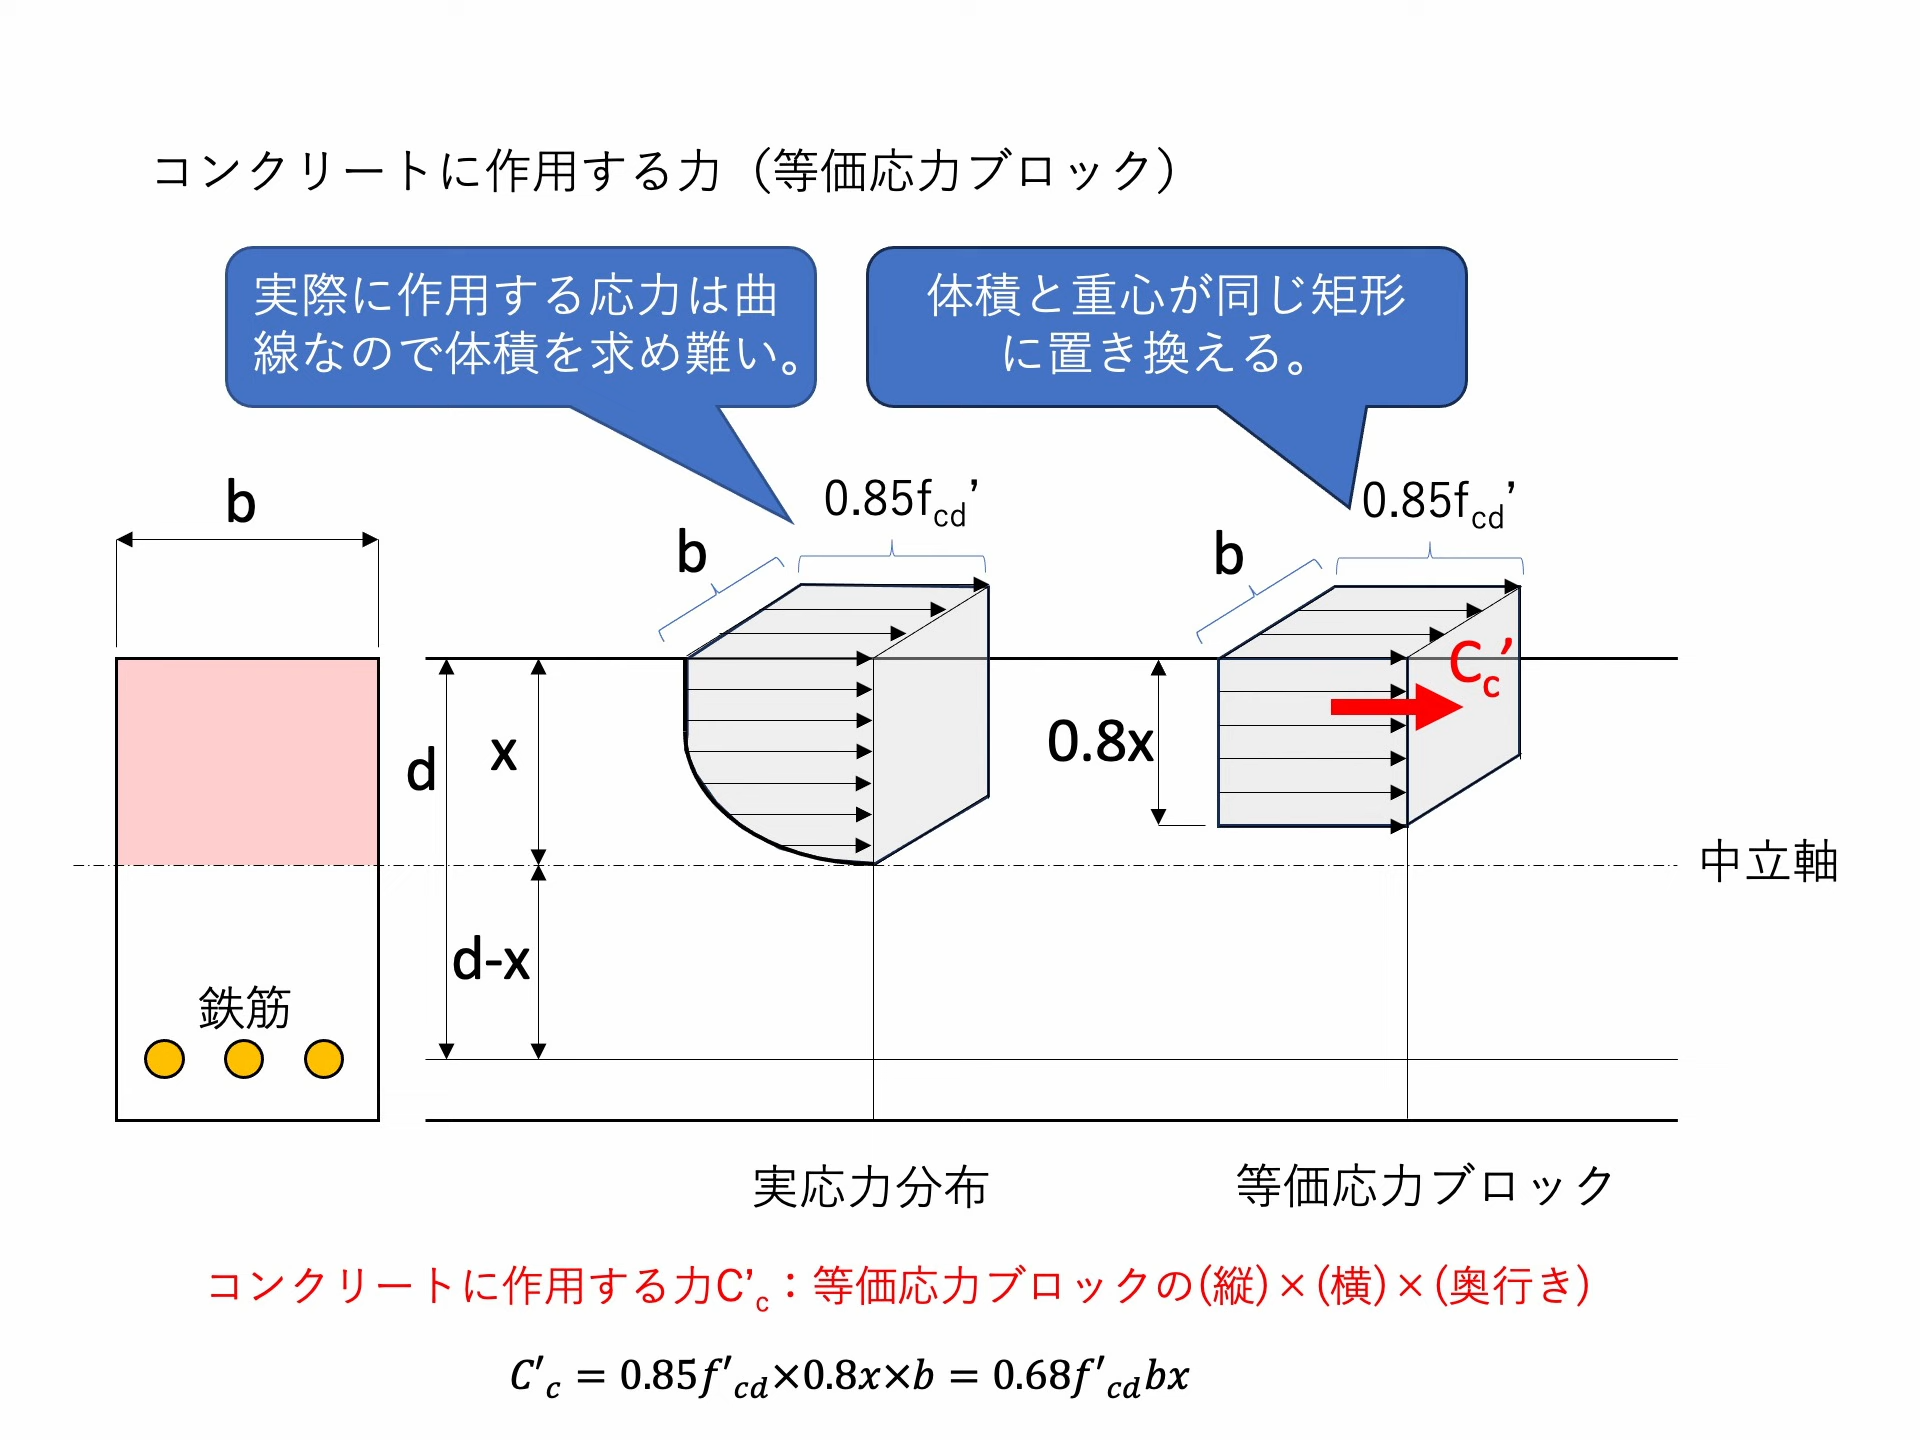 コンクリートに作用する力（等価応力ブロック）
実際に作用する応力は曲
線なので体積を求め難い。
体積と重心が同じ矩形
に置き換える。
b
b
0.85fcd’
b
0.85fcd’
Cc’
d
x
0.8x
中立軸
d-x
鉄筋
実応力分布
等価応力ブロック
コンクリートに作用する力C’c：等価応力ブロックの(縦)×(横)×(奥行き)
C′c = 0.85f′cd×0.8x×b = 0.68f′cd bx